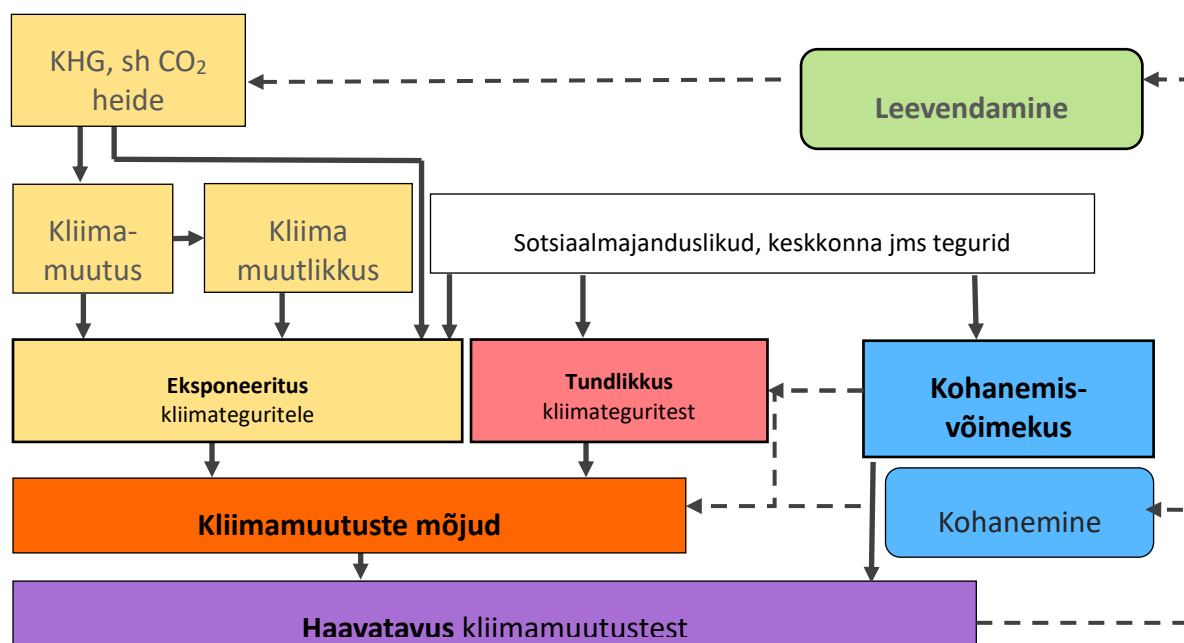 KHG, sh CO₂
heide
Leevendamine
Kliima-
muutus
Kliima
muutlikkus
Sotsiaalmajanduslikud, keskkonna jms tegurid
Eksponeeritus
kliimateguritele
Tundlikkus
kliimateguritest
Kohanemis-
võimekus
Kliimamuutuste mõjud
Kohanemine
Haavatavus kliimamuutustest